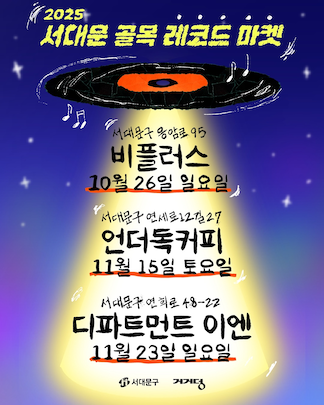 2025
서대문 골목 레코드 마켓
서대문구 응암로 95
비플러스
10월 26일 일요일
서대문구 연세로12길27
언더독커피
11월 15일 토요일
서대문구 연희로 48-22
디파트먼트 이엔
11월 23일 일요일
서대문구